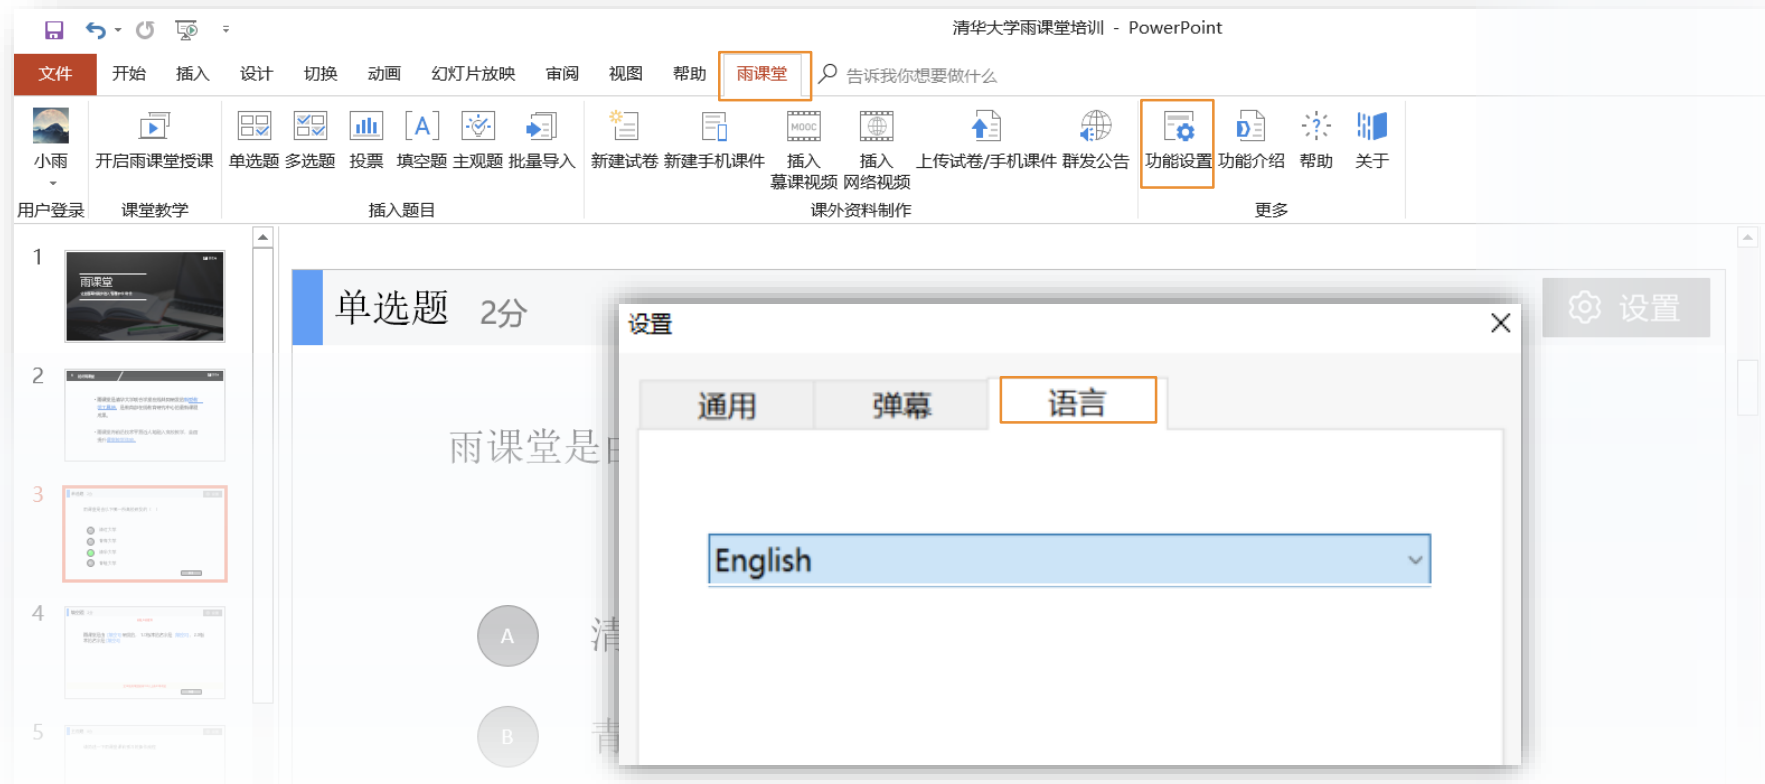 清华大学雨课堂培训 - PowerPoint
文件 开始 插入 设计 切换 动画 幻灯片放映 审阅 视图 帮助 雨课堂 告诉我你想要做什么
小雨 开启雨课堂授课 单选题 多选题 投票 填空题 主观题 批量导入 新建试卷 新建手机课件 插入 插入 上传试卷/手机课件 群发公告 功能设置 功能介绍 帮助 关于
慕课视频 网络视频
用户登录 课堂教学 插入题目 课外资料制作 更多
1
雨课堂
2
3
4
5
单选题 2分
设置
雨课堂是
A 清
B 青
设置
通用 弹幕 语言
English